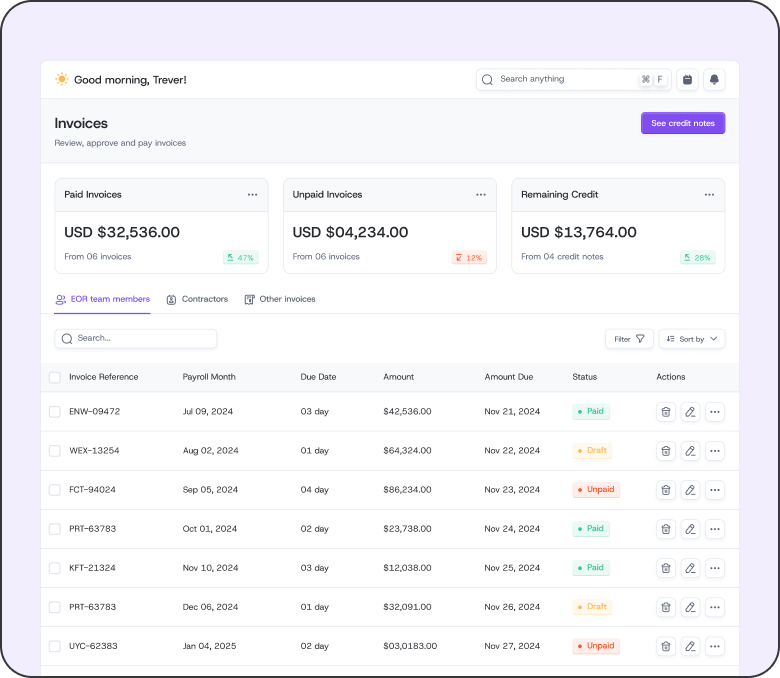 Good morning, Trever!
Search anything ⌘ F
Invoices
Review, approve and pay invoices
See credit notes
Paid Invoices
USD $32,536.00
From 06 invoices 47%
Unpaid Invoices
USD $04,234.00
From 06 invoices 12%
Remaining Credit
USD $13,764.00
From 04 credit notes 28%
EOR team members Contractors Other invoices
Search... Filter Sort by
Invoice Reference Payroll Month Due Date Amount Amount Due Status Actions
ENW-09472 Jul 09, 2024 03 day $42,536.00 Nov 21, 2024 Paid
WEX-13254 Aug 02, 2024 01 day $64,324.00 Nov 22, 2024 Draft
FCT-94024 Sep 05, 2024 04 day $86,234.00 Nov 23, 2024 Unpaid
PRT-63783 Oct 01, 2024 02 day $23,738.00 Nov 24, 2024 Paid
KFT-21324 Nov 10, 2024 03 day $12,038.00 Nov 25, 2024 Paid
PRT-63783 Dec 06, 2024 01 day $32,091.00 Nov 26, 2024 Draft
UYC-62383 Jan 04, 2025 02 day $03,0183.00 Nov 27, 2024 Unpaid